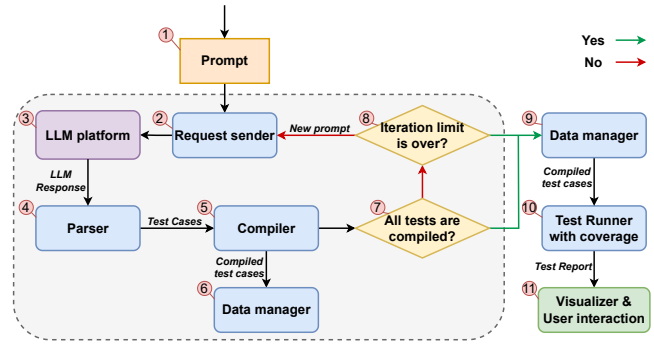 1
Prompt
Yes
No
3
LLM platform
2
Request sender
New prompt
8
Iteration limit
is over?
9
Data manager
LLM
Response
Compiled
test cases
4
Parser
Test Cases
5
Compiler
7
All tests are
compiled?
10
Test Runner
with coverage
Compiled
test cases
6
Data manager
Test Report
11
Visualizer &
User interaction